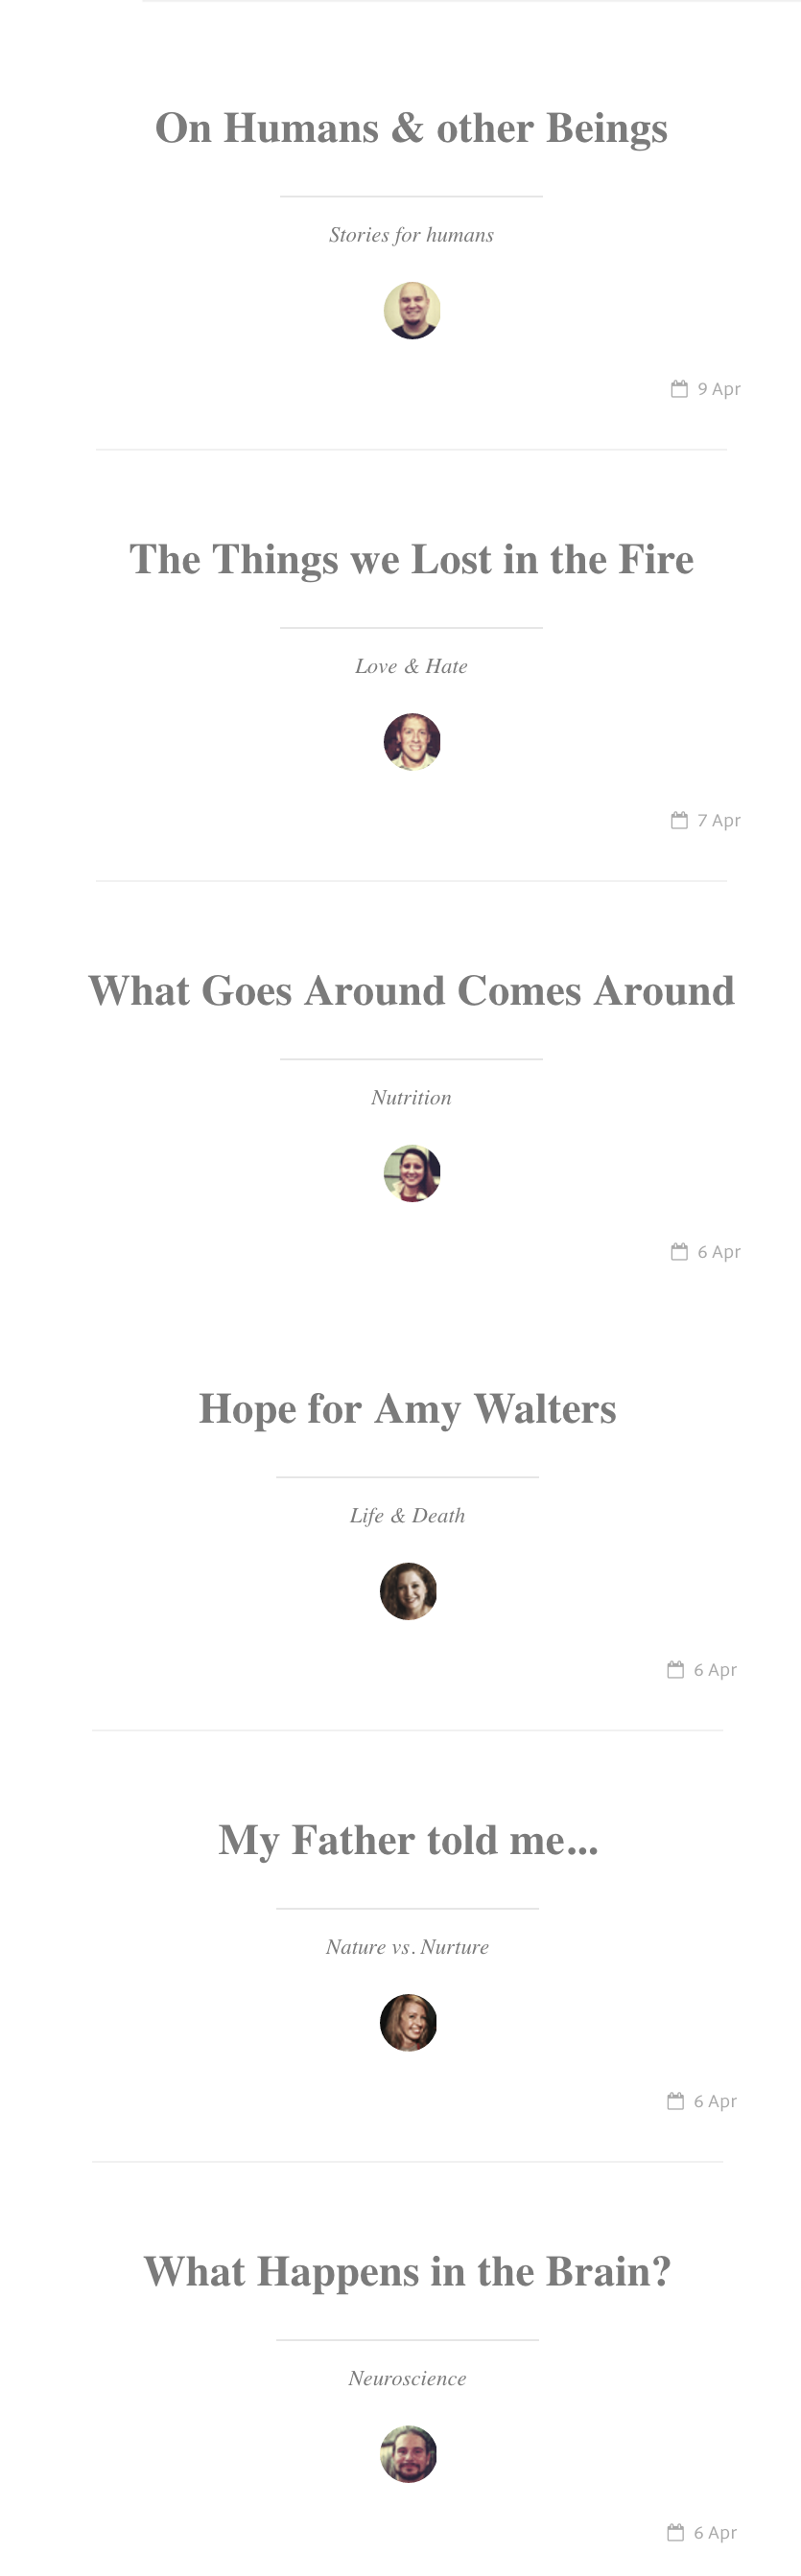 On Humans & other Beings
Stories for humans
9 Apr
The Things we Lost in the Fire
Love & Hate
7 Apr
What Goes Around Comes Around
Nutrition
6 Apr
Hope for Amy Walters
Life & Death
6 Apr
My Father told me...
Nature vs. Nurture
6 Apr
What Happens in the Brain?
Neuroscience
6 Apr